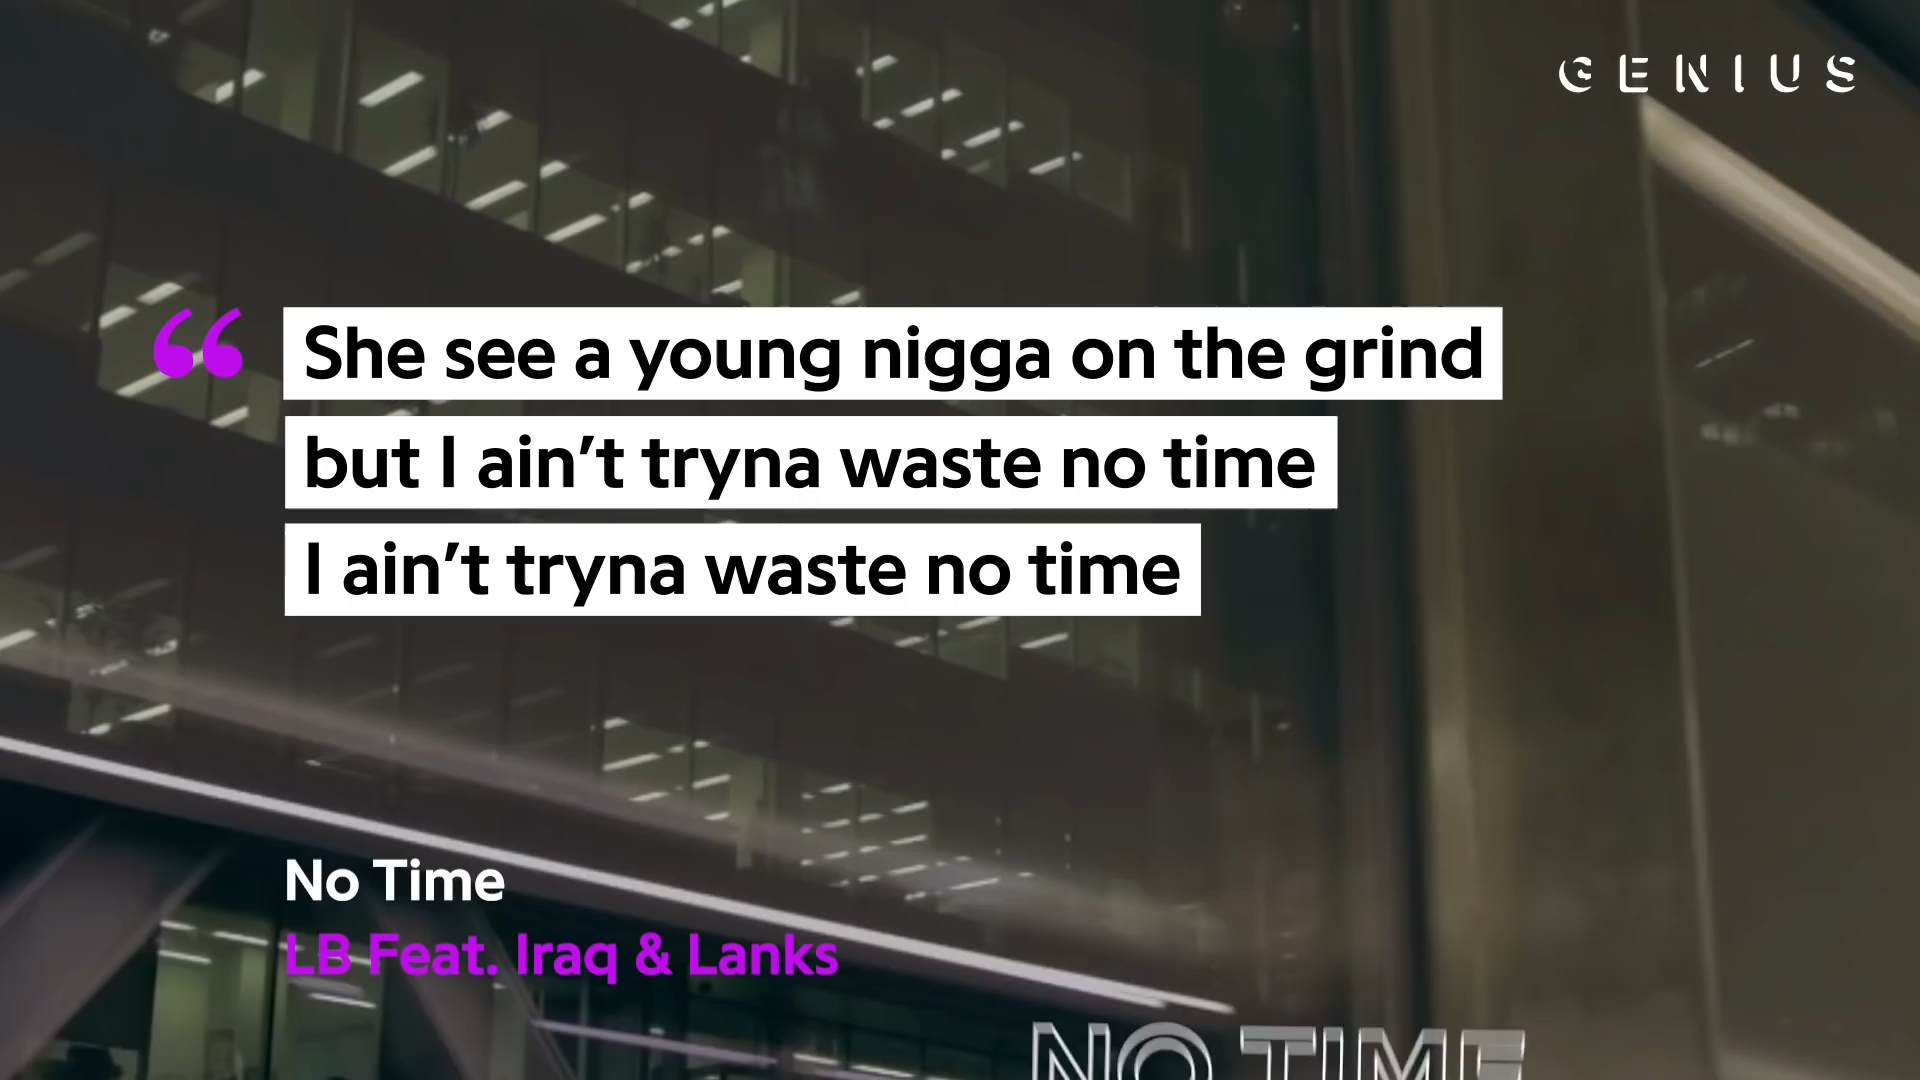 GENIUS
“She see a young nigga on the grind
but I ain’t tryna waste no time
I ain’t tryna waste no time
No Time
LB Feat. Iraq & Lanks
NO TIME